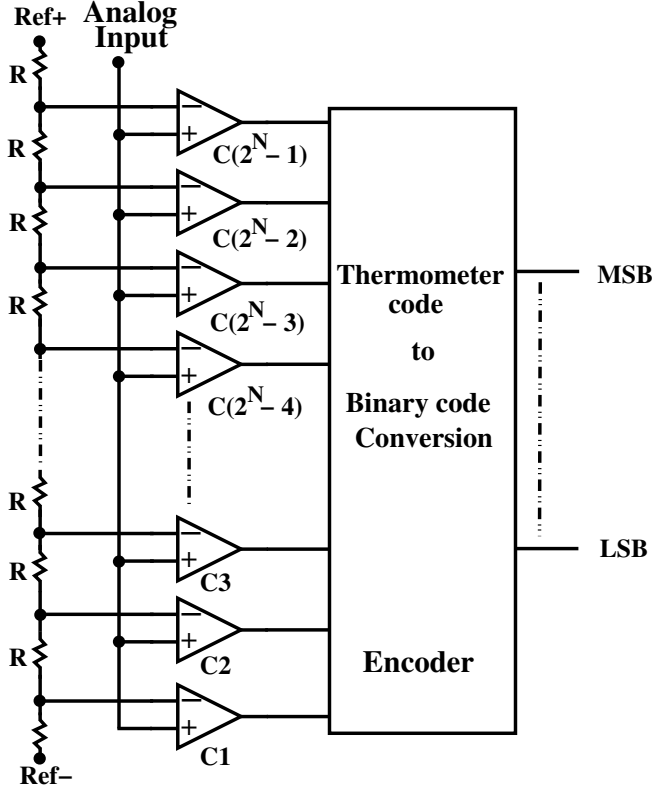 Ref+
Analog
Input
R
−
+
C(2^N − 1)
R
−
+
C(2^N − 2)
R
−
+
C(2^N − 3)
R
−
+
C(2^N − 4)
Thermometer
code
to
Binary code
Conversion
MSB
R
−
+
C3
LSB
R
−
+
C2
R
Encoder
−
+
C1
Ref−